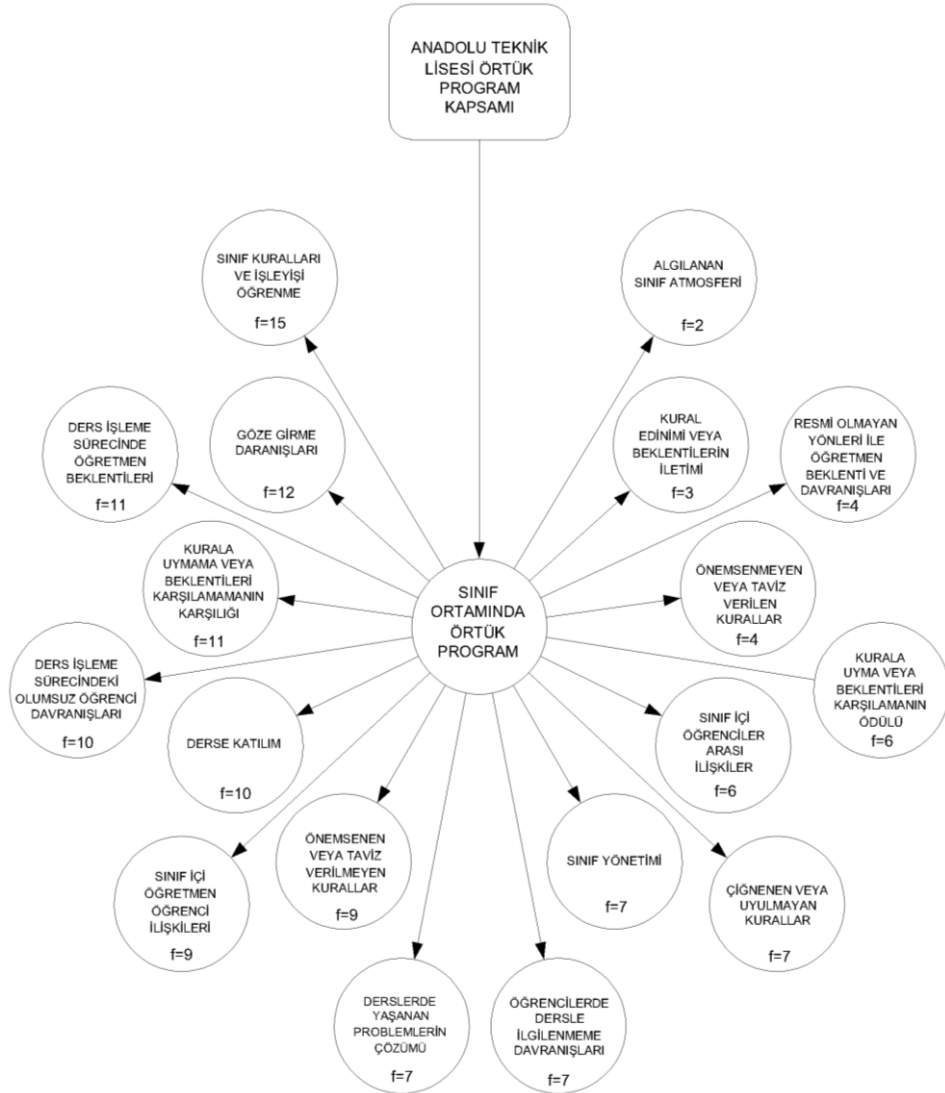 ANADOLU TEKNİK
LİSESİ ÖRTÜK
PROGRAM
KAPSAMI
SINIF KURALLARI
VE İŞLEYİŞİ
ÖĞRENME
f=15
ALGILANAN
SINIF ATMOSFERİ
f=2
DERS İŞLEME
SÜRECİNDE
ÖĞRETMEN
BEKLENTİLERİ
f=11
GÖZE GİRME
DARANIŞLARI
f=12
KURAL
EDİNİMİ VEYA
BEKLENTİLERİN
İLETİMİ
f=3
RESMİ OLMAYAN
YÖNLERİ İLE
ÖĞRETMEN
BEKLENTİ VE
DAVRANIŞLARI
f=4
KURALA
UYMAMA VEYA
BEKLENTİLERİ
KARŞILAMAMANIN
KARŞILIĞI
f=11
SINIF
ORTAMINDA
ÖRTÜK
PROGRAM
ÖNEMSENMEYEN
VEYA TAVİZ
VERİLEN
KURALLAR
f=4
DERS İŞLEME
SÜRECİNDEKİ
OLUMSUZ ÖĞRENCİ
DAVRANIŞLARI
f=10
DERSE KATILIM
f=10
SINIF İÇİ
ÖĞRENCİLER
ARASI
İLİŞKİLER
f=6
KURALA
UYMA VEYA
BEKLENTİLERİ
KARŞILAMANIN
ÖDÜLÜ
f=6
SINIF İÇİ
ÖĞRETMEN
ÖĞRENCİ
İLİŞKİLERİ
f=9
ÖNEMSENEN
VEYA TAVİZ
VERİLMEYEN
KURALLAR
f=9
SINIF YÖNETİMİ
f=7
ÇİĞNENEN VEYA
UYULMAYAN
KURALLAR
f=7
DERSLERDE
YAŞANAN
PROBLEMLERİN
ÇÖZÜMÜ
f=7
ÖĞRENCİLERDE
DERSLE
İLGİLENMEME
DAVRANIŞLARI
f=7